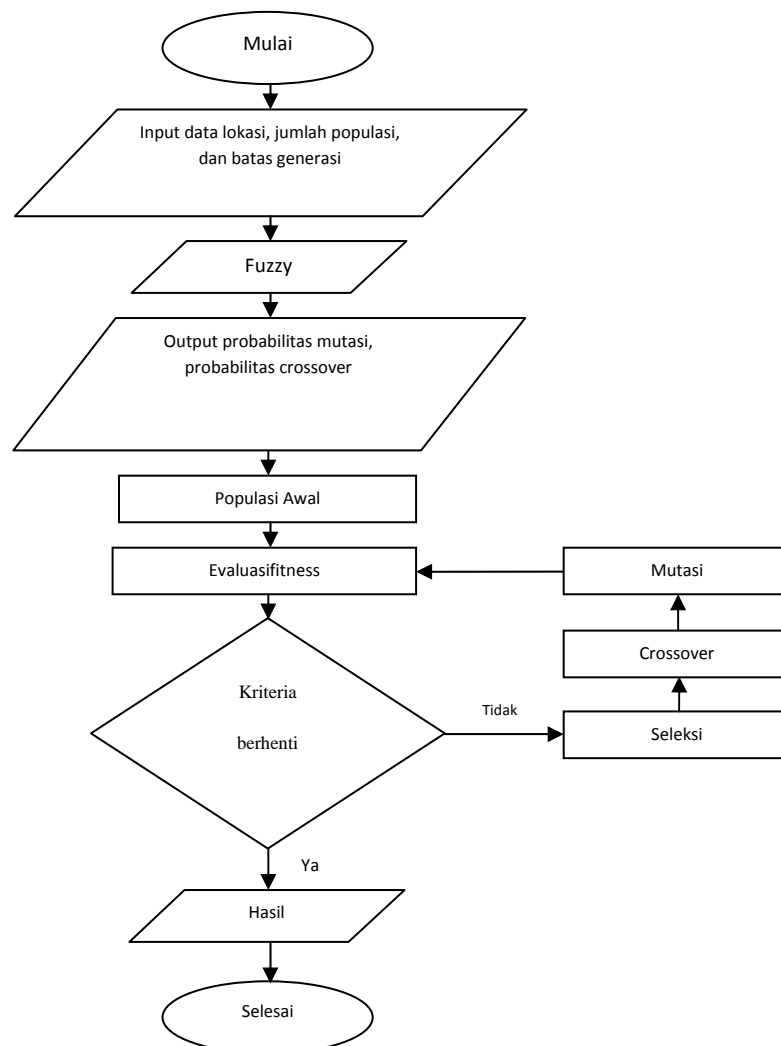 Mulai
Input data lokasi, jumlah populasi,
dan batas generasi
Fuzzy
Output probabilitas mutasi,
probabilitas crossover
Populasi Awal
Evaluasifitness
Mutasi
Crossover
Kriteria
berhenti
Tidak
Seleksi
Ya
Hasil
Selesai